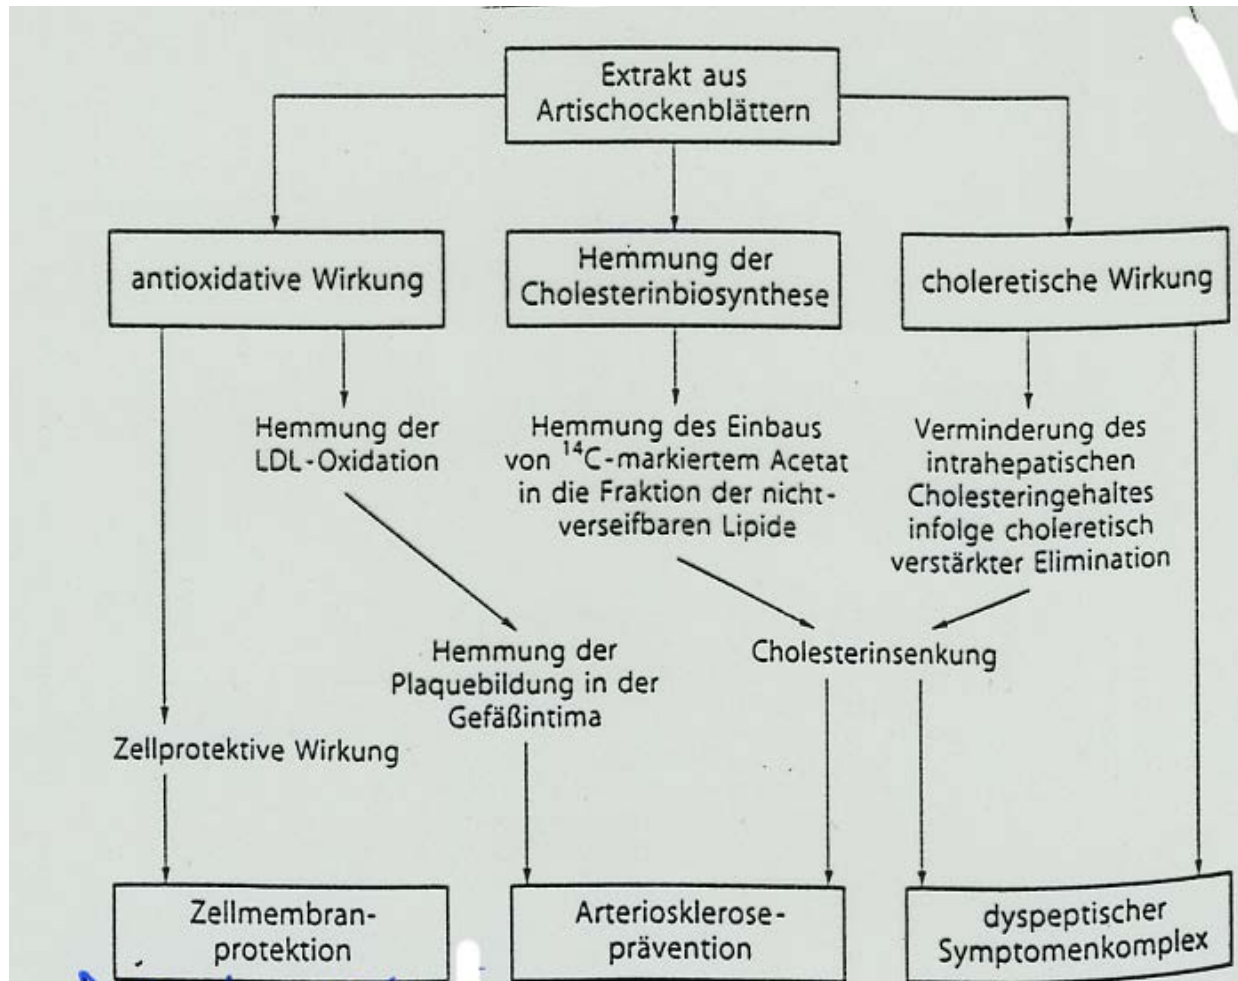 Extrakt aus
Artischockenblättern
antioxidative Wirkung
Hemmung der
Cholesterinbiosynthese
choleretische Wirkung
Hemmung der
LDL-Oxidation
Hemmung des Einbaus
von ¹⁴C-markiertem Acetat
in die Fraktion der nicht-
verseifbaren Lipide
Verminderung des
intrahepatischen
Cholesteringehaltes
infolge choleretisch
verstärkter Elimination
Hemmung der
Plaquebildung in der
Gefäßintima
Cholesterinsenkung
Zellprotektive Wirkung
Zellmembran-
protektion
Arteriosklerose-
prävention
dyspeptischer
Symptomenkomplex